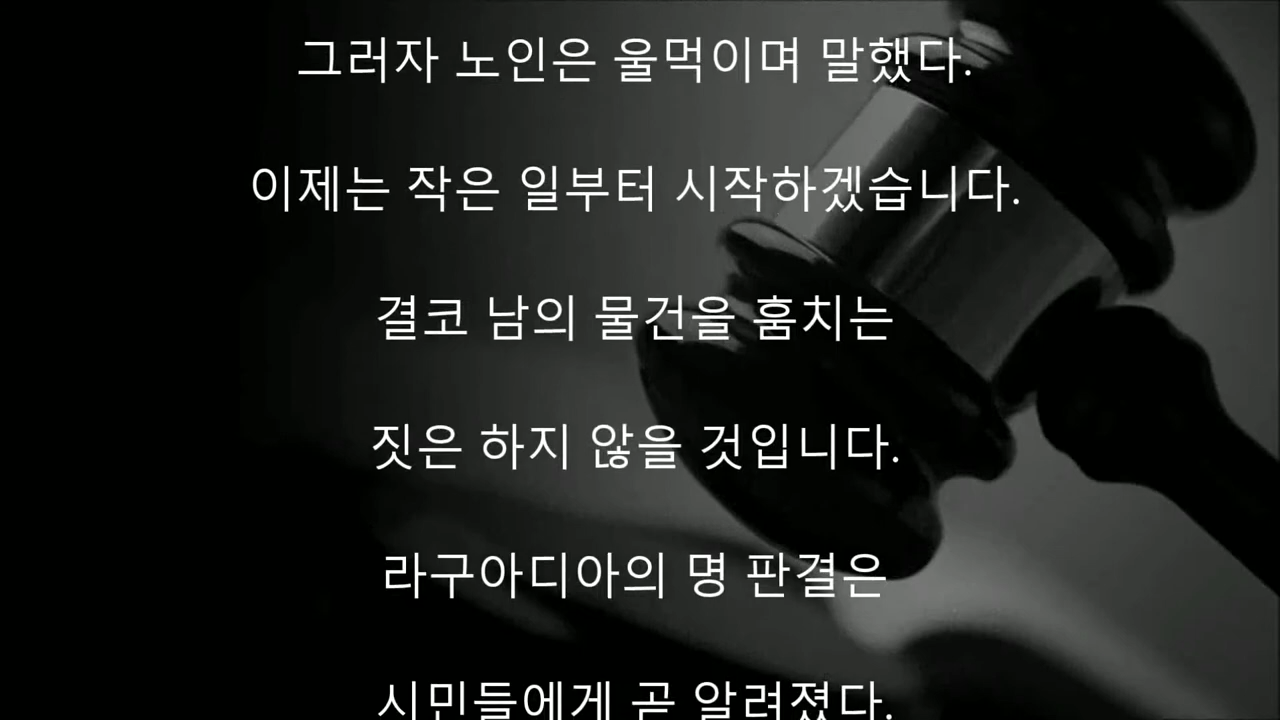 그러자 노인은 울먹이며 말했다.
이제는 작은 일부터 시작하겠습니다.
결코 남의 물건을 훔치는
짓은 하지 않을 것입니다.
라구아디아의 명 판결은
시민들에게 곧 알려졌다.